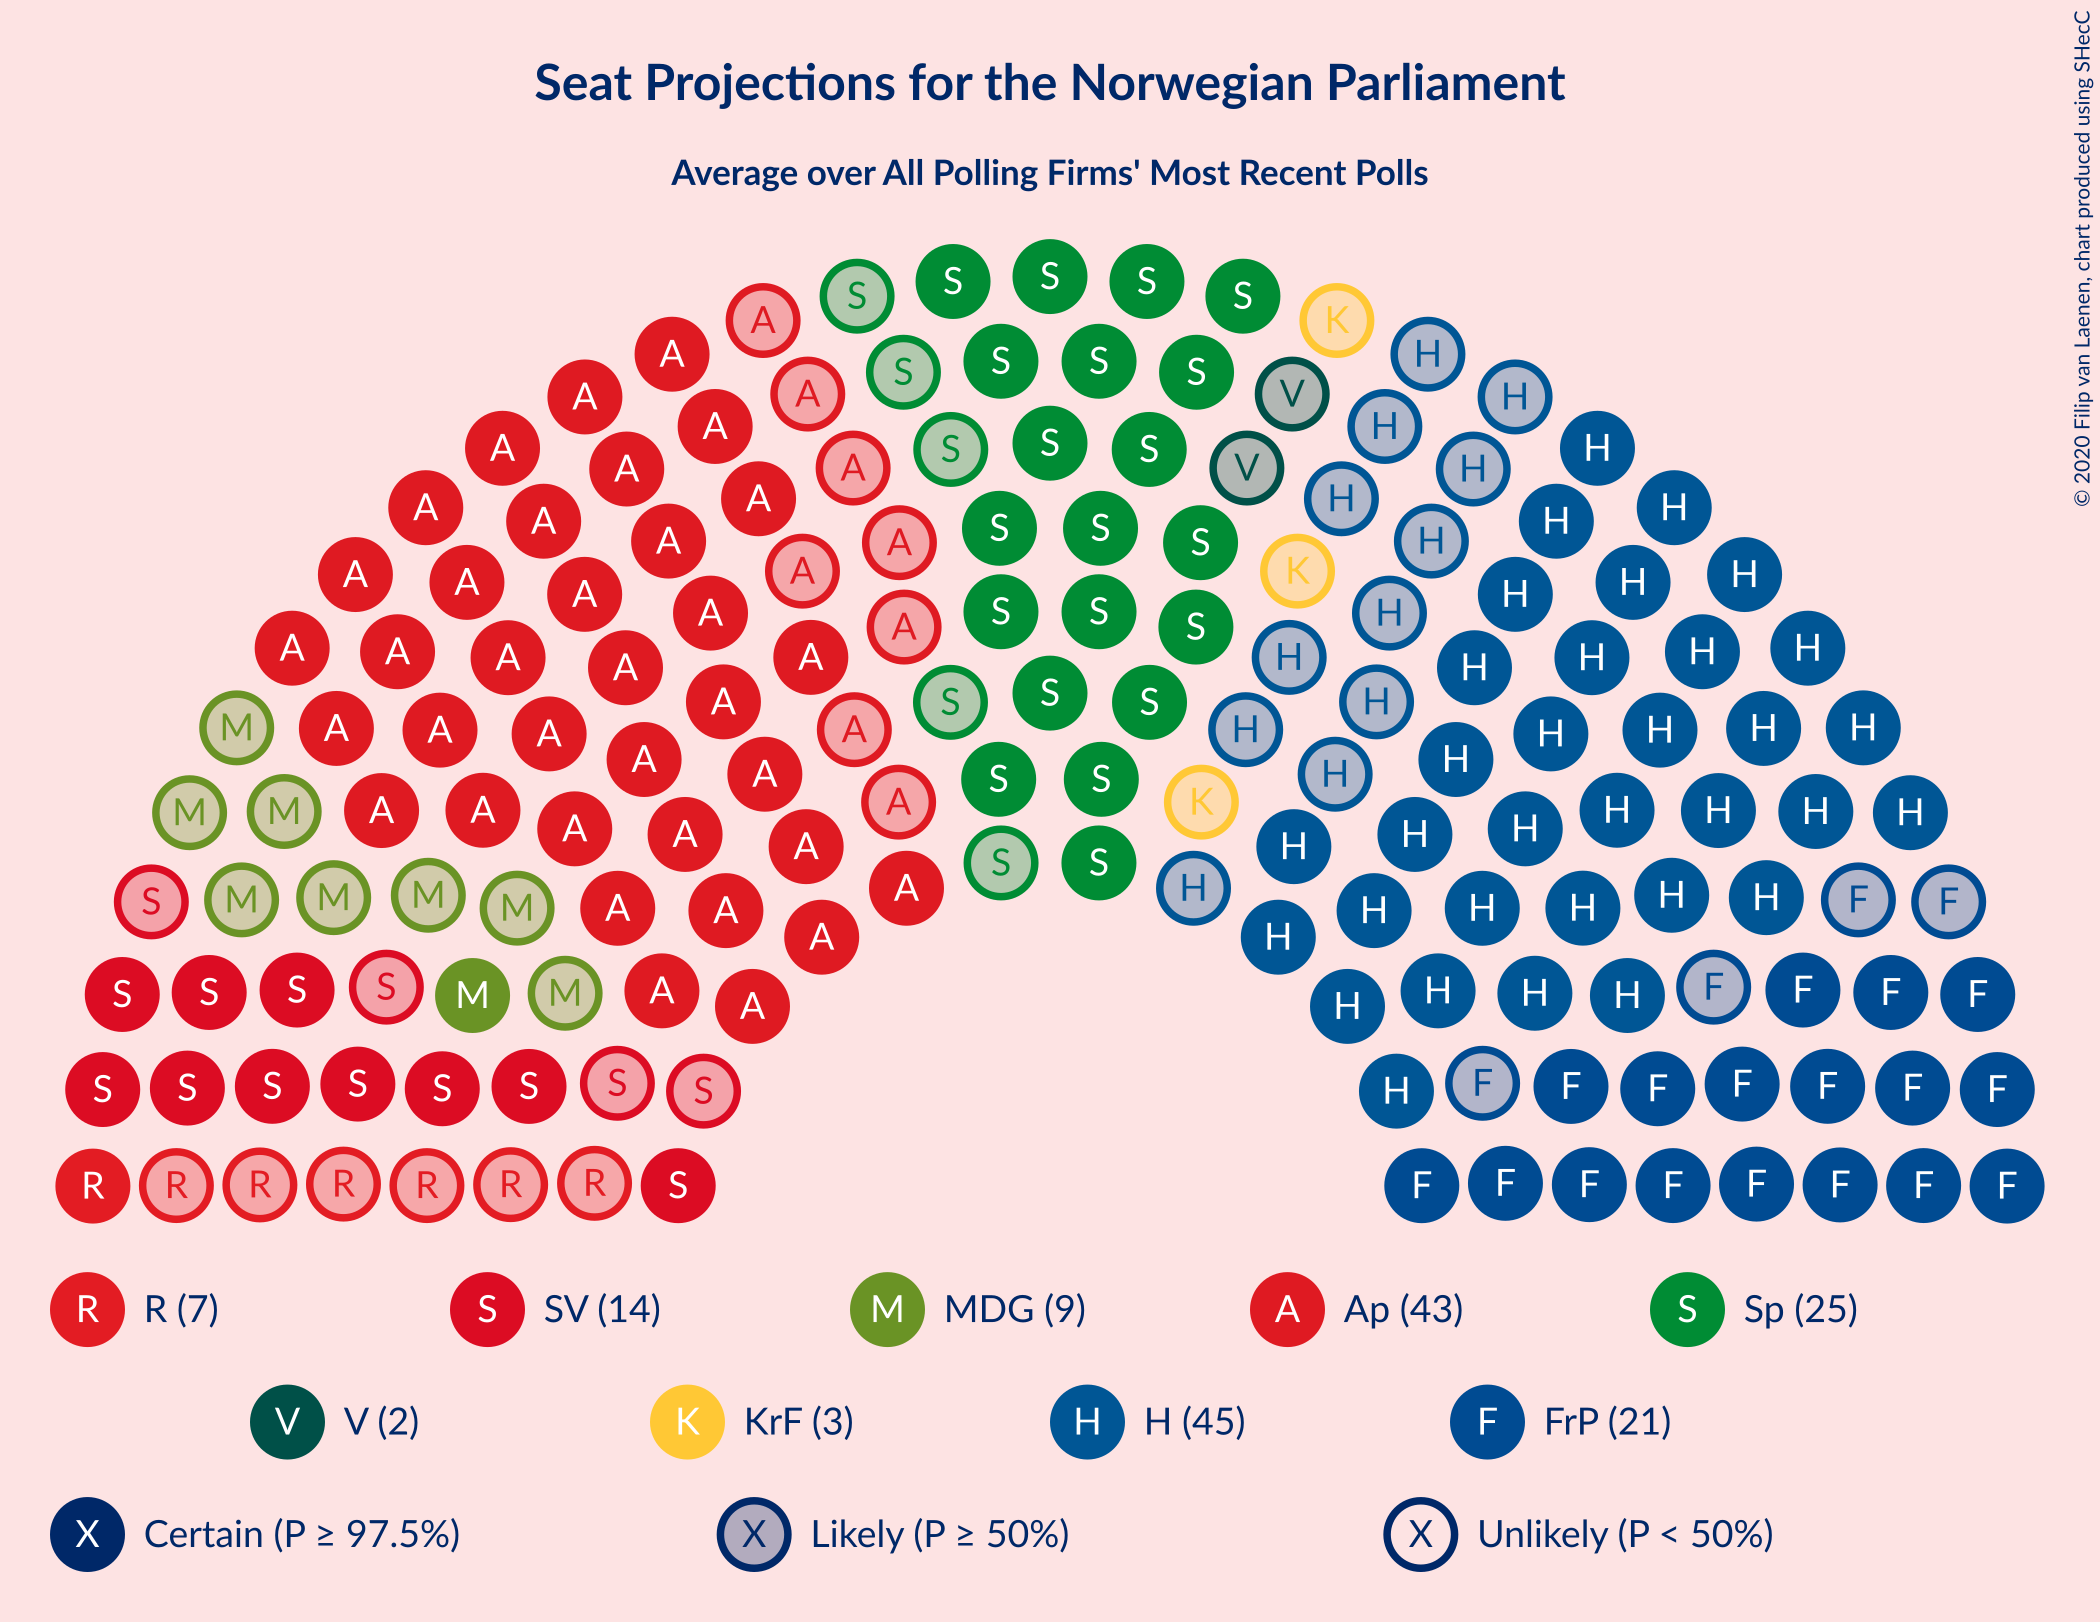 Seat Projections for the Norwegian Parliament
Average over All Polling Firms' Most Recent Polls
© 2020 Filip van Laenen, chart produced using SHecC
S S S S S
A K
A H
A S S S S H
A A V H
A A H H
A A S S S V H H
A A A H H H
A A S S S K H H H
A A A A S S S H H H H
A A A A A S S S H H H H H H
M A A A A A A S S K H H H H H H
M M A A A A A S S H H H H H H H
S M M M M A A A A H H H H H H H F F
S S S S M M A A H H H H F F F F
S S S S S S S S H F F F F F F F
R R R R R R R S F F F F F F F F
R R (7) S SV (14) M MDG (9) A Ap (43) S Sp (25)
V V (2) K KrF (3) H H (45) F FrP (21)
X Certain (P ≥ 97.5%) X Likely (P ≥ 50%) X Unlikely (P < 50%)